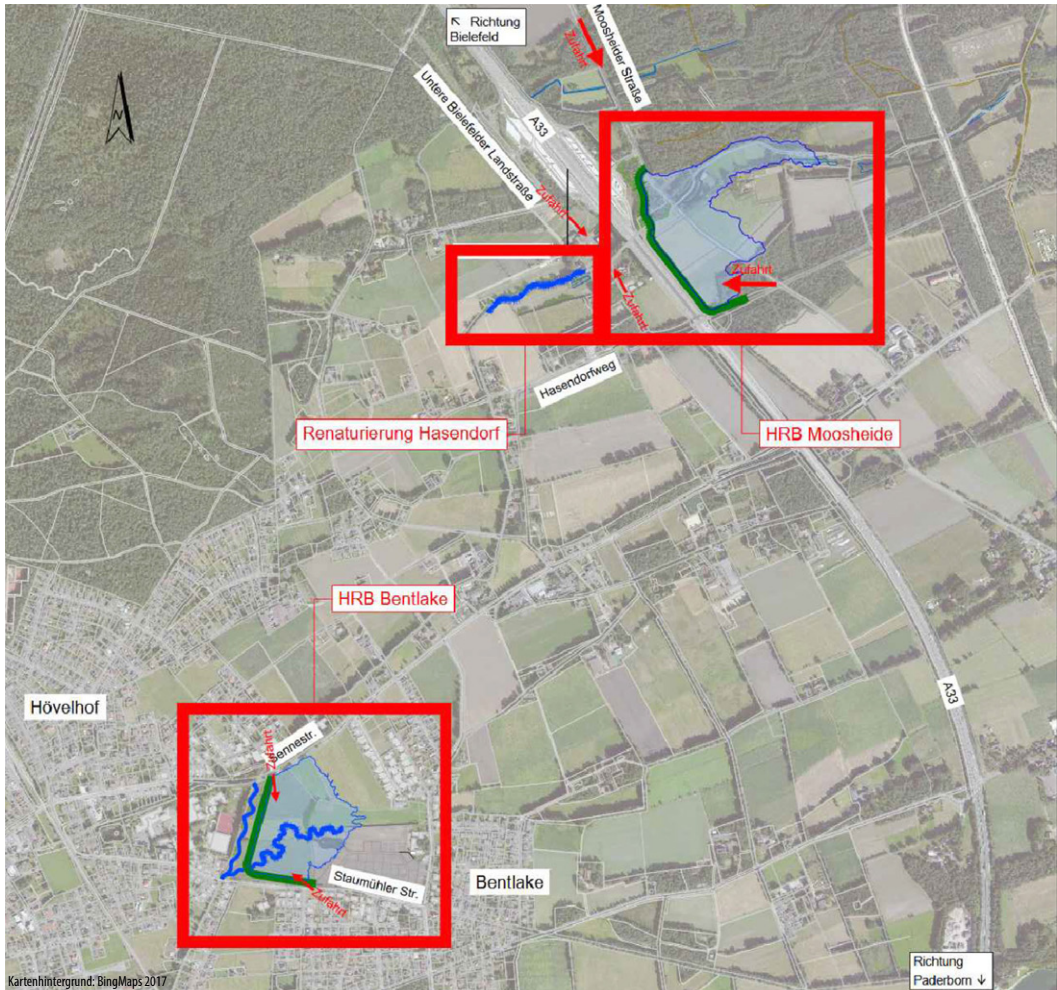 ↖ Richtung
Bielefeld
Moosheider Straße
Zufahrt
Untere Bielefelder Landstraße
A33
Zufahrt
Zufahrt
Zufahrt
N
Hasendorfweg
Renaturierung Hasendorf
HRB Moosheide
HRB Bentlake
Hövelhof
A33
Sennestr.
Zufahrt
Staumühler Str.
Zufahrt
Bentlake
Richtung
Paderborn ↓
Kartenhintergrund: BingMaps 2017